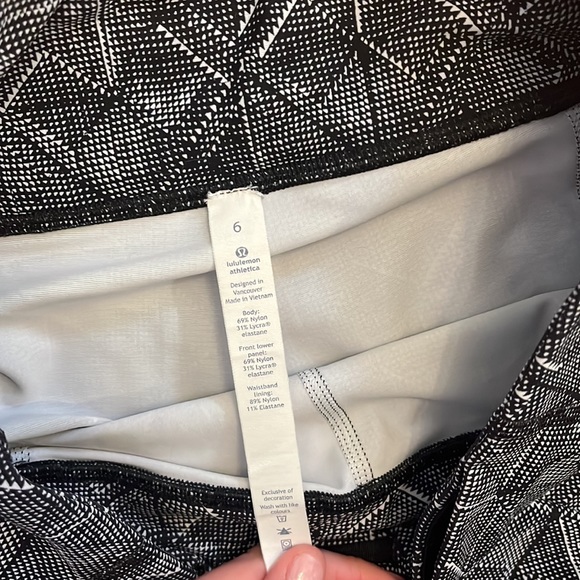 6
lululemon
athletica
Designed in
Vancouver
Made in Vietnam
Body:
69% Nylon
31% Lycra®
elastane
Front lower
panel:
69% Nylon
31% Lycra®
elastane
Waistband
lining:
89% Nylon
11% Elastane
Exclusive of
decoration
Wash with like
colours